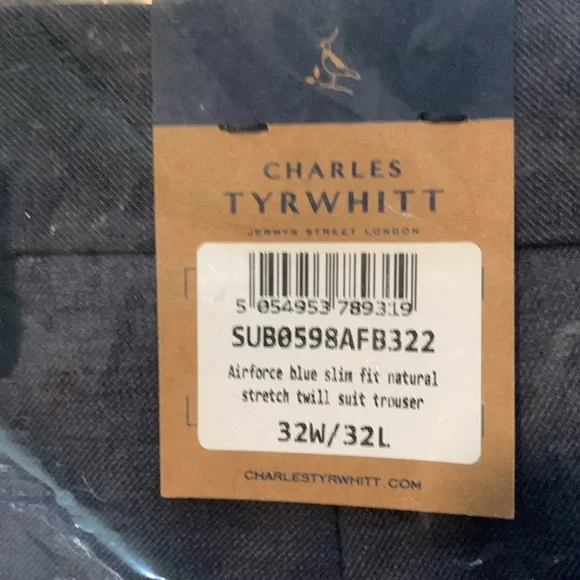 CHARLES
TYRWHITT
JERMYN STREET LONDON
5 054953 789319
SUB0598AFB322
Airforce blue slim fit natural
stretch twill suit trouser
32W/32L
CHARLESTYRWHITT.COM